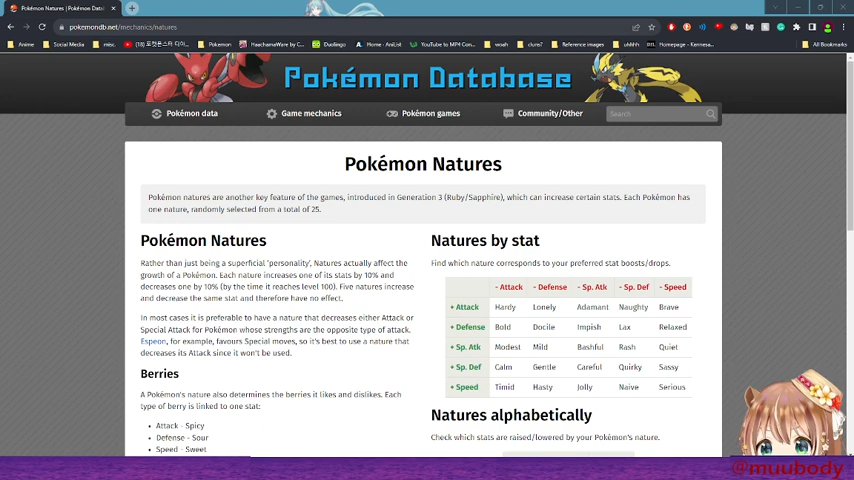 Pokémon Natures | Pokémon Datab
pokemondb.net/mechanics/natures
Anime
Social Media
misc.
Pokemon
HaachamaWare by C...
Duolingo
Home · AniList
YouTube to MP4 Con...
woah
cluns?
Reference images
uhhhh
Homepage - Kennesa...
All Bookmarks
Pokémon Database
Pokémon data Game mechanics Pokémon games Community/Other Search
Pokémon Natures
Pokémon natures are another key feature of the games, introduced in Generation 3 (Ruby/Sapphire), which can increase certain stats. Each Pokémon has
one nature, randomly selected from a total of 25.
Pokémon Natures
Rather than just being a superficial 'personality', Natures actually affect the
growth of a Pokémon. Each nature increases one of its stats by 10% and
decreases one by 10% (by the time it reaches level 100). Five natures increase
and decrease the same stat and therefore have no effect.
In most cases it is preferable to have a nature that decreases either Attack or
Special Attack for Pokémon whose strengths are the opposite type of attack.
Espeon, for example, favours Special moves, so it's best to use a nature that
decreases its Attack since it won't be used.
Berries
A Pokémon's nature also determines the berries it likes and dislikes. Each
type of berry is linked to one stat:
• Attack - Spicy
• Defense - Sour
• Speed - Sweet
Natures by stat
Find which nature corresponds to your preferred stat boosts/drops.
- Attack - Defense - Sp. Atk - Sp. Def - Speed
+ Attack Hardy Lonely Adamant Naughty Brave
+ Defense Bold Docile Impish Lax Relaxed
+ Sp. Atk Modest Mild Bashful Rash Quiet
+ Sp. Def Calm Gentle Careful Quirky Sassy
+ Speed Timid Hasty Jolly Naive Serious
Natures alphabetically
Check which stats are raised/lowered by your Pokémon's nature.
@muubody